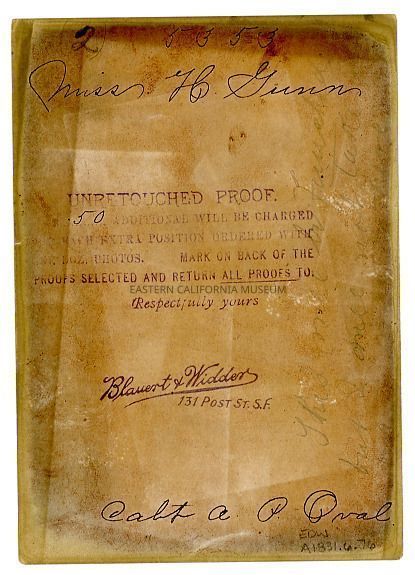 2 5353
Miss H. Gunn
UNRETOUCHED PROOF.
.50 ADDITIONAL WILL BE CHARGED
EACH EXTRA POSITION ORDERED WITH
DOZ. PHOTOS. MARK ON BACK OF THE
PROOFS SELECTED AND RETURN ALL PROOFS TO:
EASTERN CALIFORNIA MUSEUM
Respectfully yours
Blauert & Widder
131 POST ST. S.F.
Cabt A. P. Oval
EDW
A1831.6.76